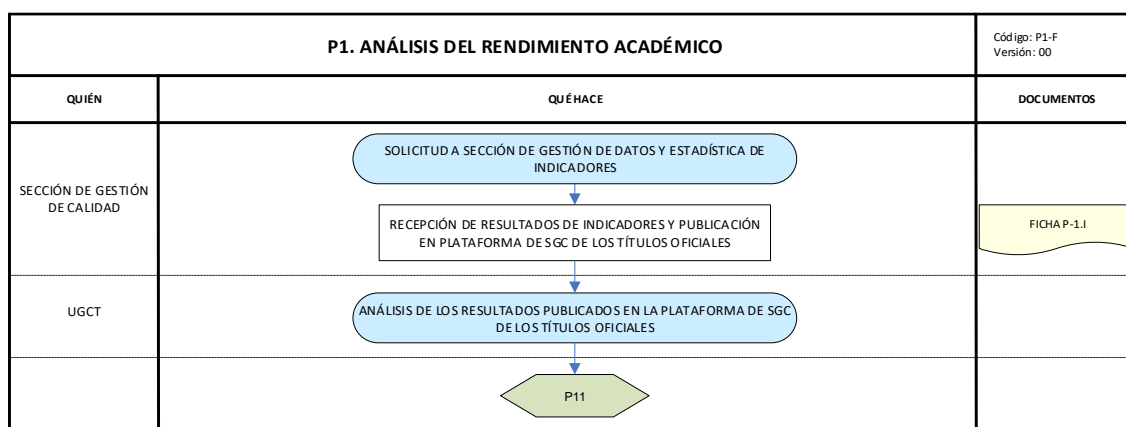 P1. ANÁLISIS DEL RENDIMIENTO ACADÉMICO
Código: P1-F
Versión: 00
QUIÉN
QUÉ HACE
DOCUMENTOS
SECCIÓN DE GESTIÓN
DE CALIDAD
SOLICITUD A SECCIÓN DE GESTIÓN DE DATOS Y ESTADÍSTICA DE
INDICADORES
RECEPCIÓN DE RESULTADOS DE INDICADORES Y PUBLICACIÓN
EN PLATAFORMA DE SGC DE LOS TÍTULOS OFICIALES
FICHA P-1.I
UGCT
ANÁLISIS DE LOS RESULTADOS PUBLICADOS EN LA PLATAFORMA DE SGC
DE LOS TÍTULOS OFICIALES
P11